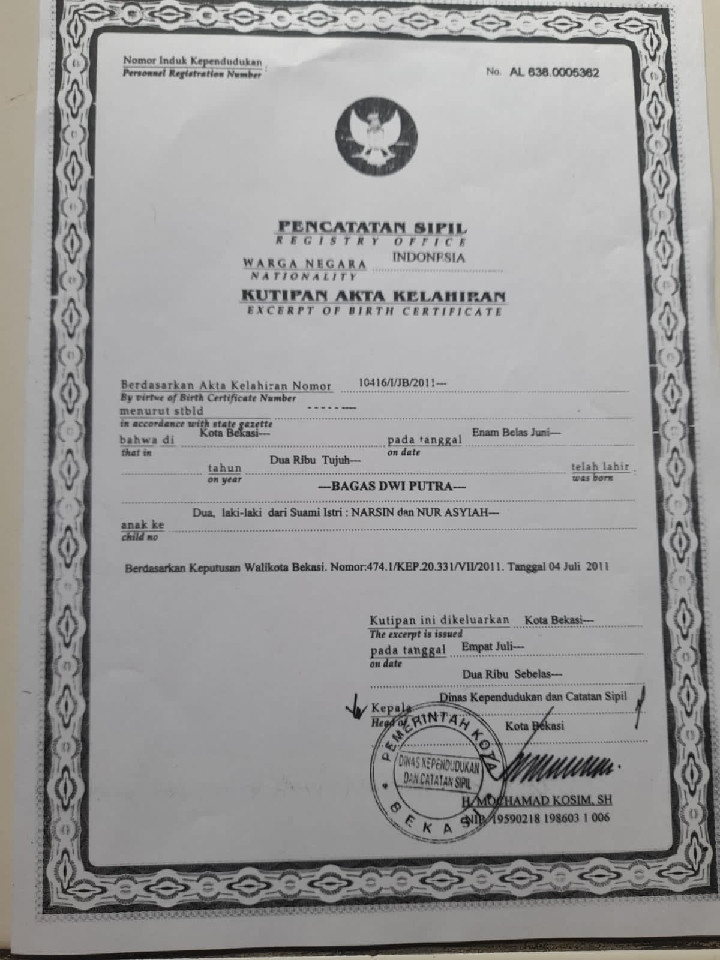 Nomor Induk Kependudukan :
Personnel Registration Number
No. AL 636.0005362
PENCATATAN SIPIL
REGISTRY OFFICE
WARGA NEGARA INDONESIA
NATIONALITY
KUTIPAN AKTA KELAHIRAN
EXCERPT OF BIRTH CERTIFICATE
Berdasarkan Akta Kelahiran Nomor 10416/I/JB/2011---
By virtue of Birth Certificate Number
menurut stbld -------
in accordance with state gazette
bahwa di Kota Bekasi--- pada tanggal Enam Belas Juni---
that in on date
tahun Dua Ribu Tujuh--- telah lahir
on year was born
---BAGAS DWI PUTRA---
anak ke Dua, laki-laki dari Suami Istri : NARSIN dan NUR ASYIAH---
child no
Berdasarkan Keputusan Walikota Bekasi. Nomor:474.1/KEP.20.331/VII/2011. Tanggal 04 Juli 2011
Kutipan ini dikeluarkan Kota Bekasi---
The excerpt is issued
pada tanggal Empat Juli---
on date
Dua Ribu Sebelas---
Kepala Dinas Kependudukan dan Catatan Sipil
Head of Kota Bekasi
PEMERINTAH KOTA
DINAS KEPENDUDUKAN
DAN CATATAN SIPIL
BEKASI
H. MOCHAMAD KOSIM, SH
NIP. 19590218 198603 1 006